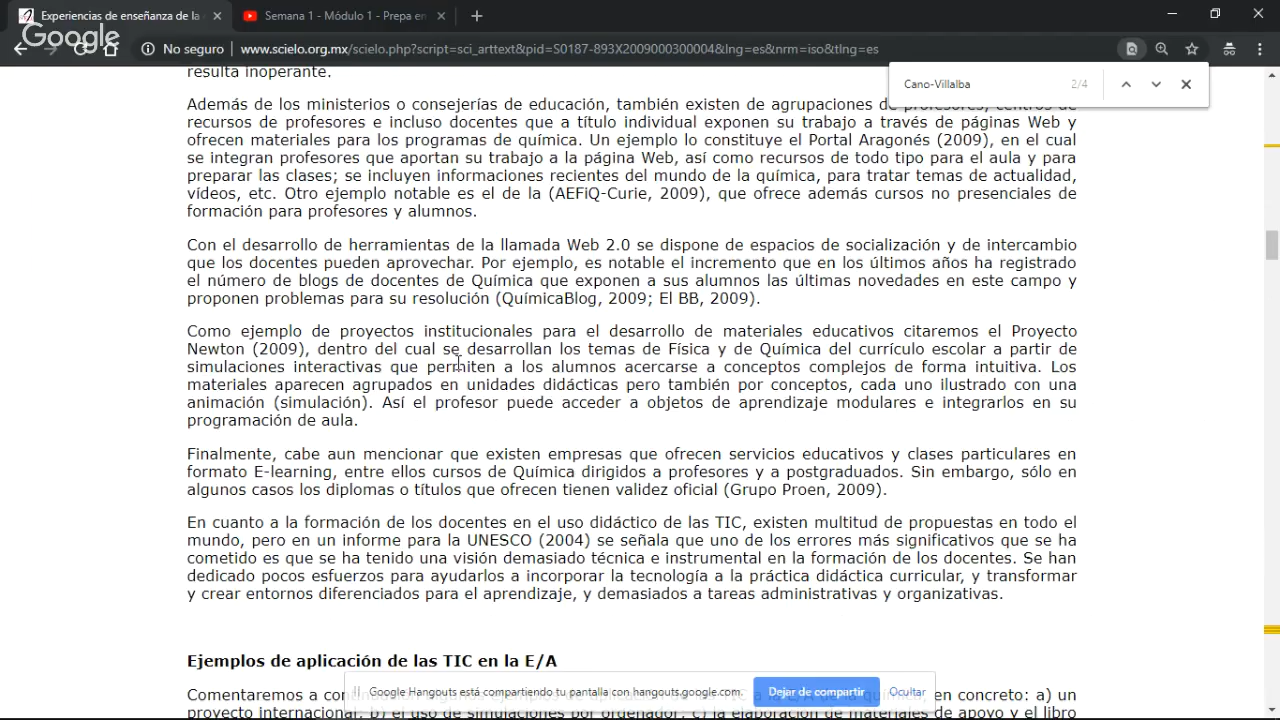 Experiencias de enseñanza de la
Semana 1 - Módulo 1 - Prepa en
Google
No seguro
www.scielo.org.mx/scielo.php?script=sci_arttext&pid=S0187-893X2009000300004&lng=es&nrm=iso&tlng=es
Cano-Villalba 2/4
resulta inoperante.
Además de los ministerios o consejerías de educación, también existen de agrupaciones de profesores, centros de
recursos de profesores e incluso docentes que a título individual exponen su trabajo a través de páginas Web y
ofrecen materiales para los programas de química. Un ejemplo lo constituye el Portal Aragonés (2009), en el cual
se integran profesores que aportan su trabajo a la página Web, así como recursos de todo tipo para el aula y para
preparar las clases; se incluyen informaciones recientes del mundo de la química, para tratar temas de actualidad,
vídeos, etc. Otro ejemplo notable es el de la (AEFiQ-Curie, 2009), que ofrece además cursos no presenciales de
formación para profesores y alumnos.
Con el desarrollo de herramientas de la llamada Web 2.0 se dispone de espacios de socialización y de intercambio
que los docentes pueden aprovechar. Por ejemplo, es notable el incremento que en los últimos años ha registrado
el número de blogs de docentes de Química que exponen a sus alumnos las últimas novedades en este campo y
proponen problemas para su resolución (QuímicaBlog, 2009; El BB, 2009).
Como ejemplo de proyectos institucionales para el desarrollo de materiales educativos citaremos el Proyecto
Newton (2009), dentro del cual se desarrollan los temas de Física y de Química del currículo escolar a partir de
simulaciones interactivas que permiten a los alumnos acercarse a conceptos complejos de forma intuitiva. Los
materiales aparecen agrupados en unidades didácticas pero también por conceptos, cada uno ilustrado con una
animación (simulación). Así el profesor puede acceder a objetos de aprendizaje modulares e integrarlos en su
programación de aula.
Finalmente, cabe aun mencionar que existen empresas que ofrecen servicios educativos y clases particulares en
formato E-learning, entre ellos cursos de Química dirigidos a profesores y a postgraduados. Sin embargo, sólo en
algunos casos los diplomas o títulos que ofrecen tienen validez oficial (Grupo Proen, 2009).
En cuanto a la formación de los docentes en el uso didáctico de las TIC, existen multitud de propuestas en todo el
mundo, pero en un informe para la UNESCO (2004) se señala que uno de los errores más significativos que se ha
cometido es que se ha tenido una visión demasiado técnica e instrumental en la formación de los docentes. Se han
dedicado pocos esfuerzos para ayudarlos a incorporar la tecnología a la práctica didáctica curricular, y transformar
y crear entornos diferenciados para el aprendizaje, y demasiados a tareas administrativas y organizativas.
Ejemplos de aplicación de las TIC en la E/A
Google Hangouts está compartiendo tu pantalla con hangouts.google.com.
Dejar de compartir
Ocultar
Comentaremos a en concreto: a) un
proyecto internacional; b) el uso de simulaciones por ordenador; c) la elaboración de materiales de apoyo y el libro